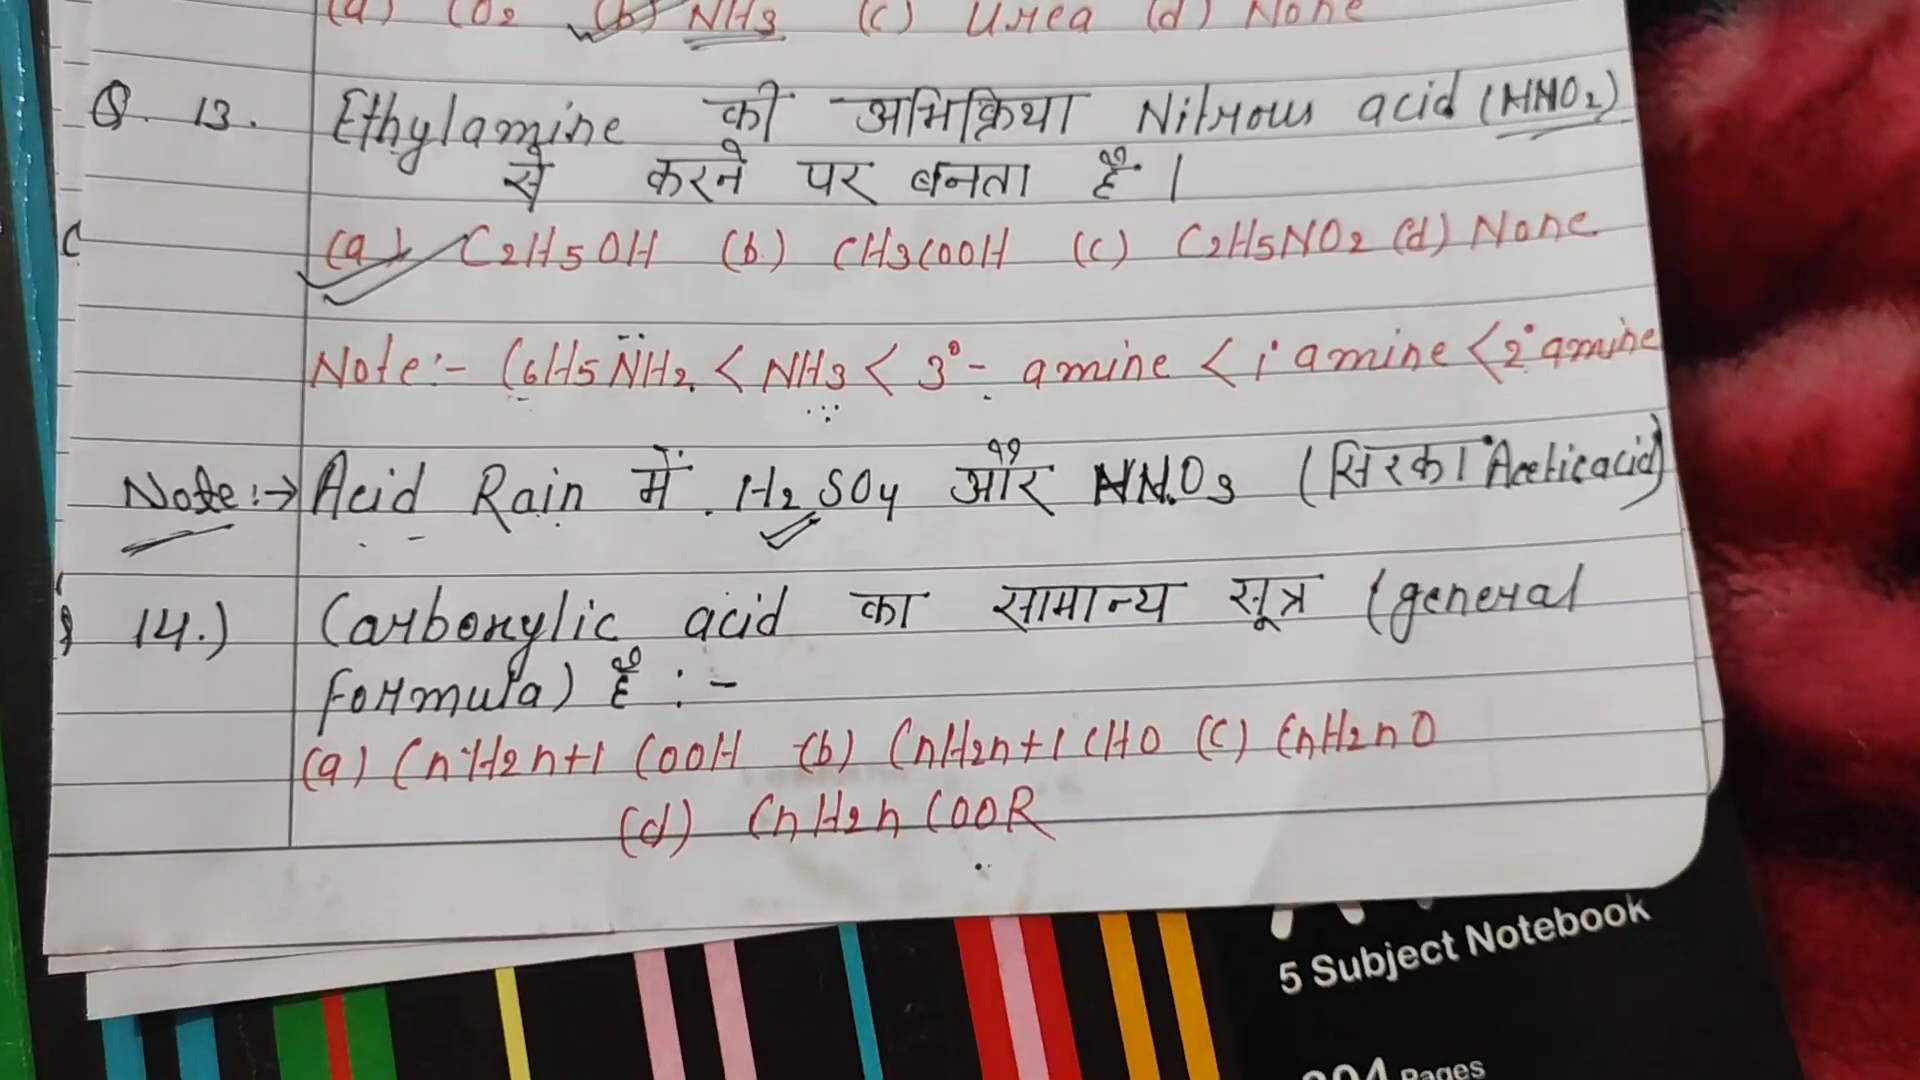 (a) CO2 (b) NH3 (c) Urea (d) None
Q. 13. Ethylamine की अभिक्रिया Nitrous acid (HNO2)
से करने पर बनता है।
(a) C2H5OH (b) CH3COOH (c) C2H5NO2 (d) None
Note:- C6H5NH2 < NH3 < 3°- amine < 1° amine < 2° amine
Note:→ Acid Rain में H2SO4 और HNO3 (सिरका Acetic acid)
14.) Carboxylic acid का सामान्य सूत्र (general
formula) है :-
(a) CnH2n+1 COOH (b) CnH2n+1 CHO (c) CnH2nO
(d) CnH2n COOR
5 Subject Notebook
Pages